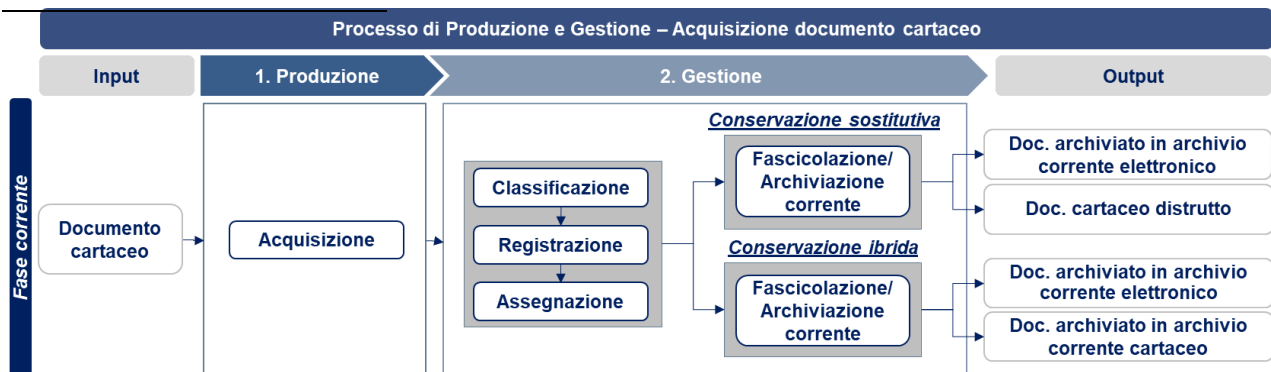 Processo di Produzione e Gestione – Acquisizione documento cartaceo
Input
1. Produzione
2. Gestione
Output
Fase corrente
Documento
cartaceo
Acquisizione
Classificazione
Registrazione
Assegnazione
Conservazione sostitutiva
Fascicolazione/
Archiviazione
corrente
Conservazione ibrida
Fascicolazione/
Archiviazione
corrente
Doc. archiviato in archivio
corrente elettronico
Doc. cartaceo distrutto
Doc. archiviato in archivio
corrente elettronico
Doc. archiviato in archivio
corrente cartaceo